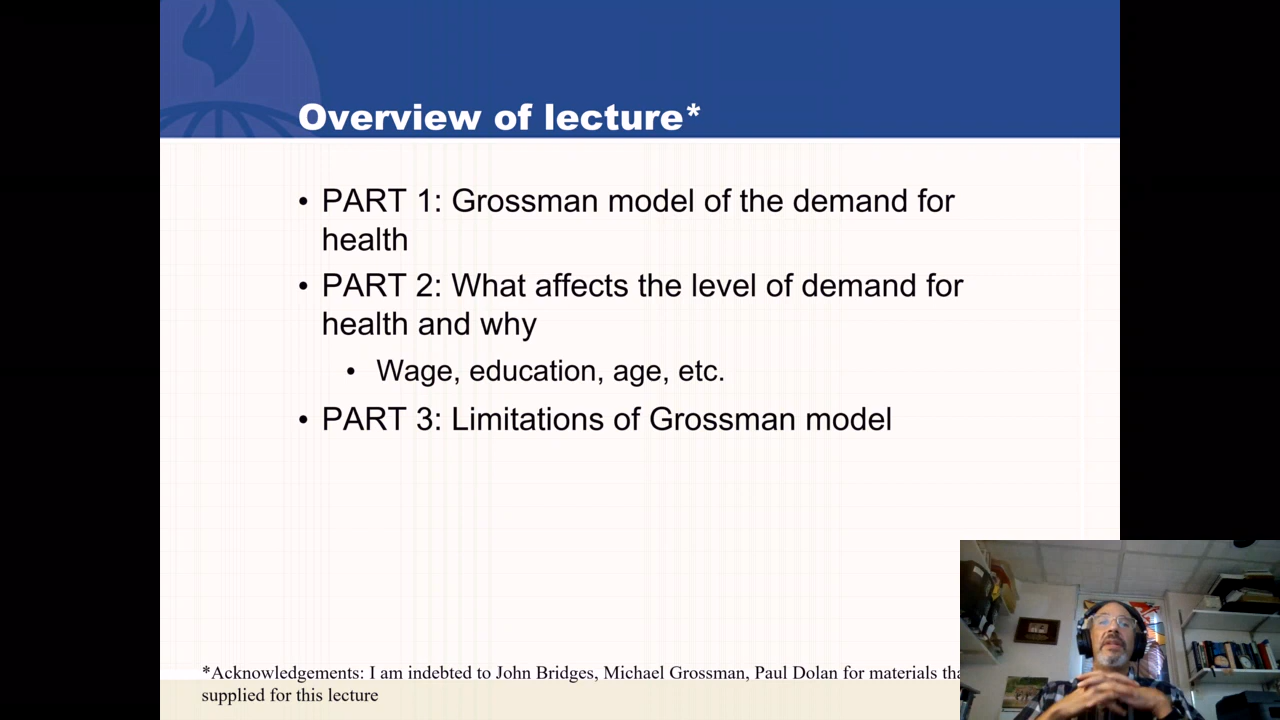 Overview of lecture*
• PART 1: Grossman model of the demand for
health
• PART 2: What affects the level of demand for
health and why
• Wage, education, age, etc.
• PART 3: Limitations of Grossman model
*Acknowledgements: I am indebted to John Bridges, Michael Grossman, Paul Dolan for materials
supplied for this lecture